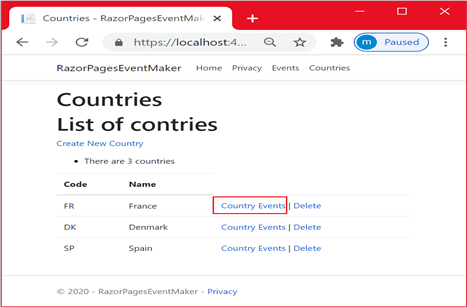 Countries - RazorPagesEventMak
https://localhost:4...
m Paused
RazorPagesEventMaker Home Privacy Events Countries
Countries
List of contries
Create New Country
• There are 3 countries
Code Name
FR France Country Events | Delete
DK Denmark Country Events | Delete
SP Spain Country Events | Delete
© 2020 - RazorPagesEventMaker - Privacy